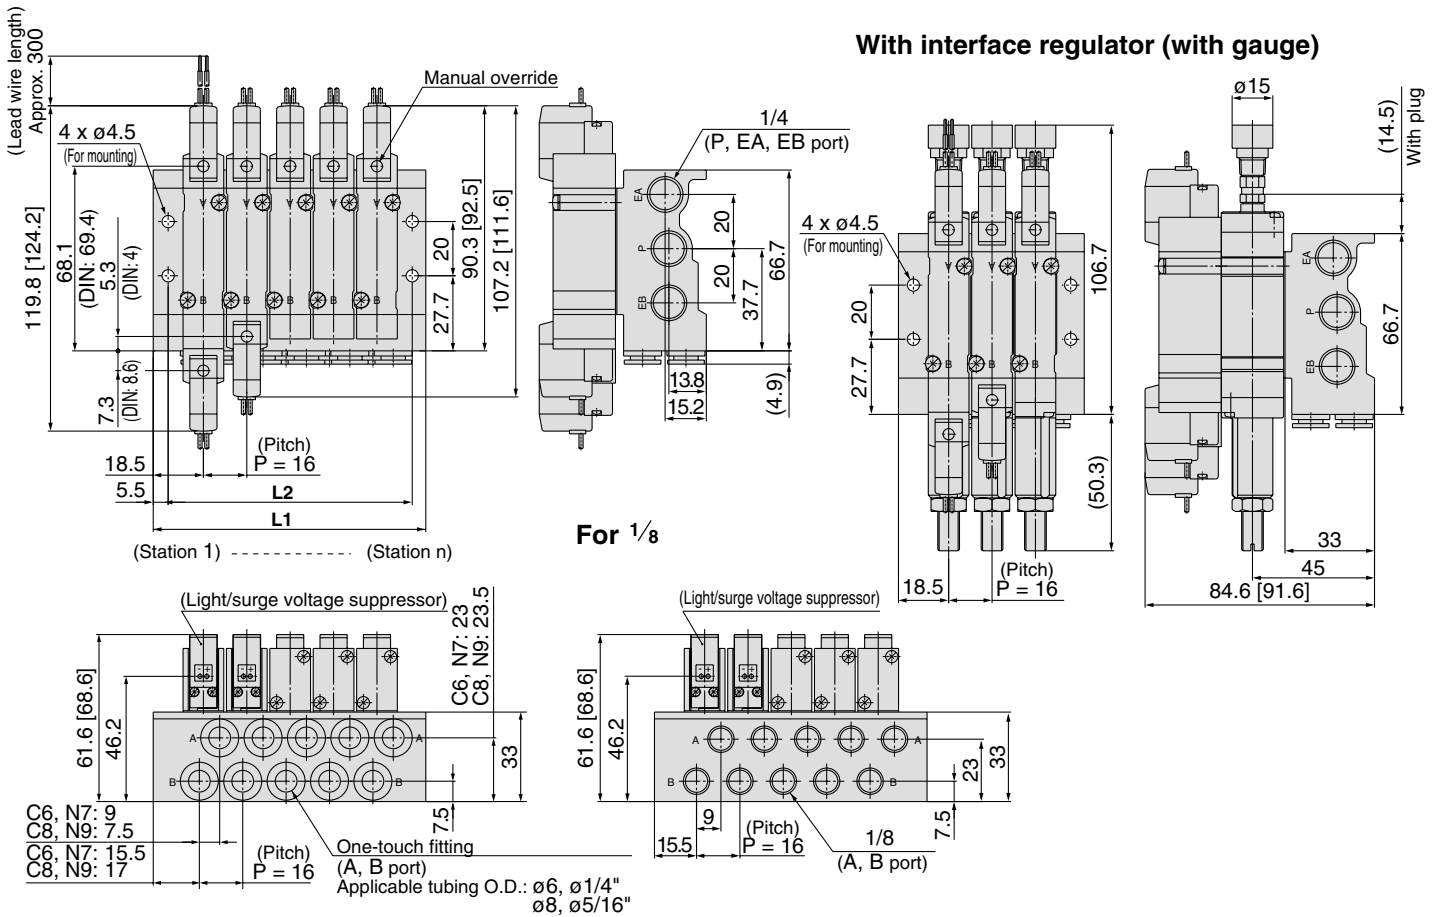 With interface regulator (with gauge)
(Lead wire length)
Approx. 300
Manual override
4 x ø4.5
(For mounting)
119.8 [124.2]
68.1
(DIN: 69.4)
5.3
(DIN: 4)
7.3
(DIN: 8.6)
20
27.7
90.3 [92.5]
107.2 [111.6]
18.5
5.5
(Pitch)
P = 16
L2
L1
(Station 1)
(Station n)
B
B
B
B
B
1/4
(P, EA, EB port)
EA
P
EB
20
20
37.7
66.7
13.8
15.2
(4.9)
4 x ø4.5
(For mounting)
20
27.7
106.7
(50.3)
18.5
(Pitch)
P = 16
B
B
B
ø15
(14.5)
With plug
EA
P
EB
66.7
33
45
84.6 [91.6]
(Light/surge voltage suppressor)
61.6 [68.6]
46.2
C6, N7: 23
C8, N9: 23.5
33
7.5
A
A
B
B
C6, N7: 9
C8, N9: 7.5
C6, N7: 15.5
C8, N9: 17
(Pitch)
P = 16
One-touch fitting
(A, B port)
Applicable tubing O.D.: ø6, ø1/4"
ø8, ø5/16"
For 1/8
(Light/surge voltage suppressor)
61.6 [68.6]
46.2
A
A
B
B
23
33
7.5
9
15.5
(Pitch)
P = 16
1/8
(A, B port)